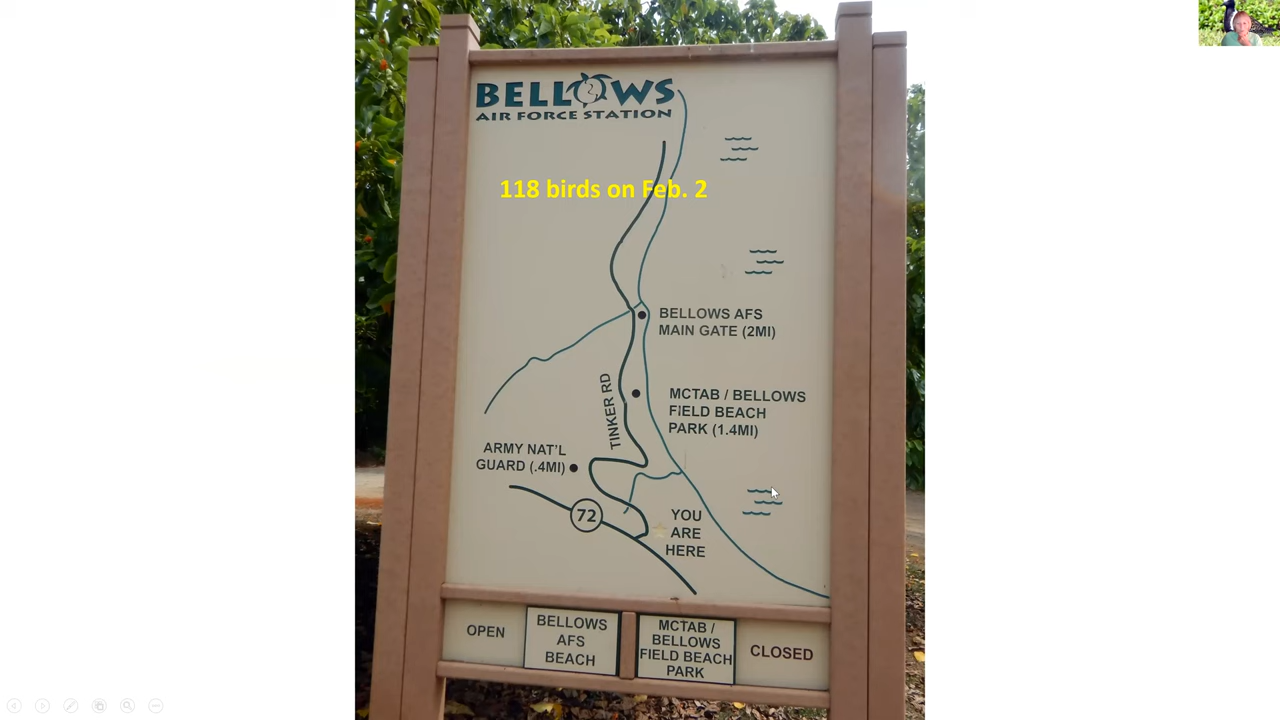 BELLOWS
AIR FORCE STATION
118 birds on Feb. 2
BELLOWS AFS
MAIN GATE (2MI)
TINKER RD
MCTAB / BELLOWS
FIELD BEACH
PARK (1.4MI)
ARMY NAT'L
GUARD (.4MI)
72
YOU
ARE
HERE
OPEN
BELLOWS
AFS
BEACH
MCTAB /
BELLOWS
FIELD BEACH
PARK
CLOSED